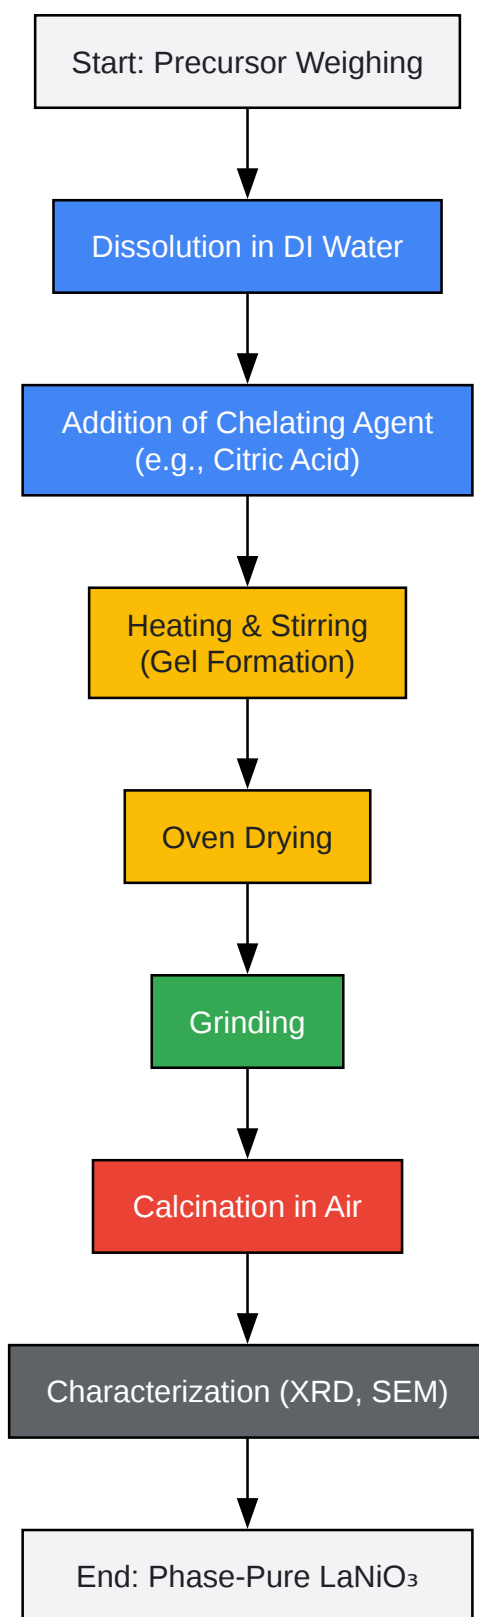 Start: Precursor Weighing
Dissolution in DI Water
Addition of Chelating Agent
(e.g., Citric Acid)
Heating & Stirring
(Gel Formation)
Oven Drying
Grinding
Calcination in Air
Characterization (XRD, SEM)
End: Phase-Pure LaNiO₃